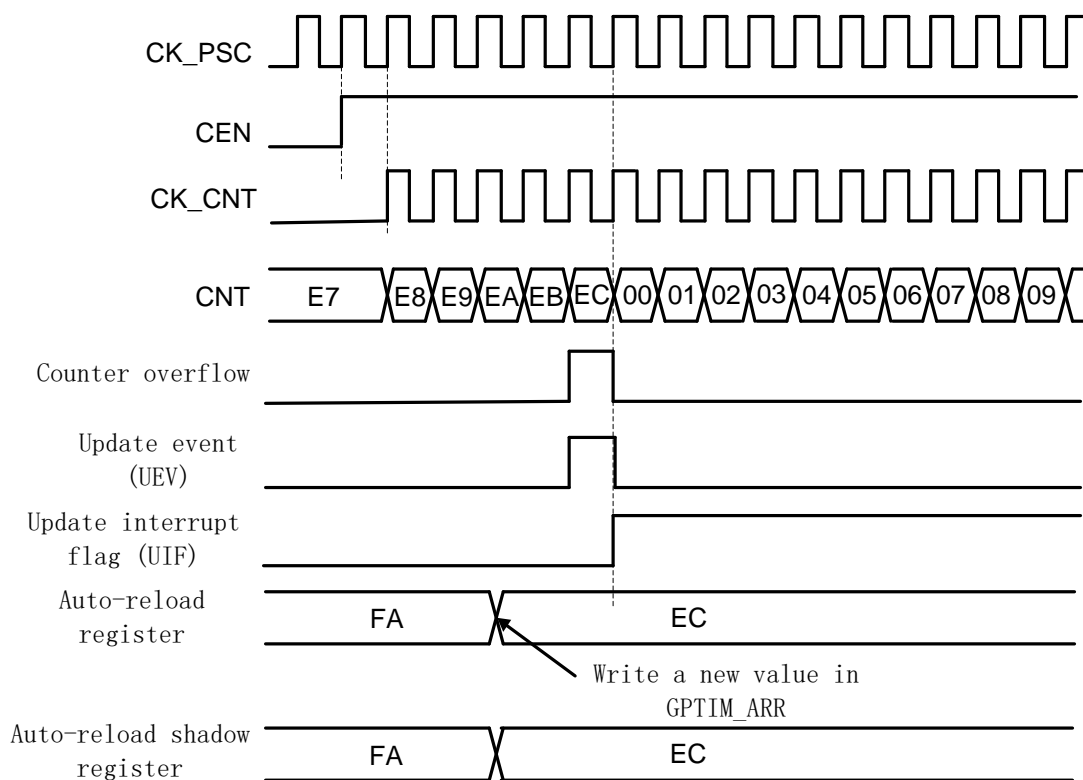 CK_PSC
CEN
CK_CNT
CNT E7 E8 E9 EA EB EC 00 01 02 03 04 05 06 07 08 09
Counter overflow
Update event
(UEV)
Update interrupt
flag (UIF)
Auto-reload
register
FA EC
Write a new value in
GPTIM_ARR
Auto-reload shadow
register
FA EC